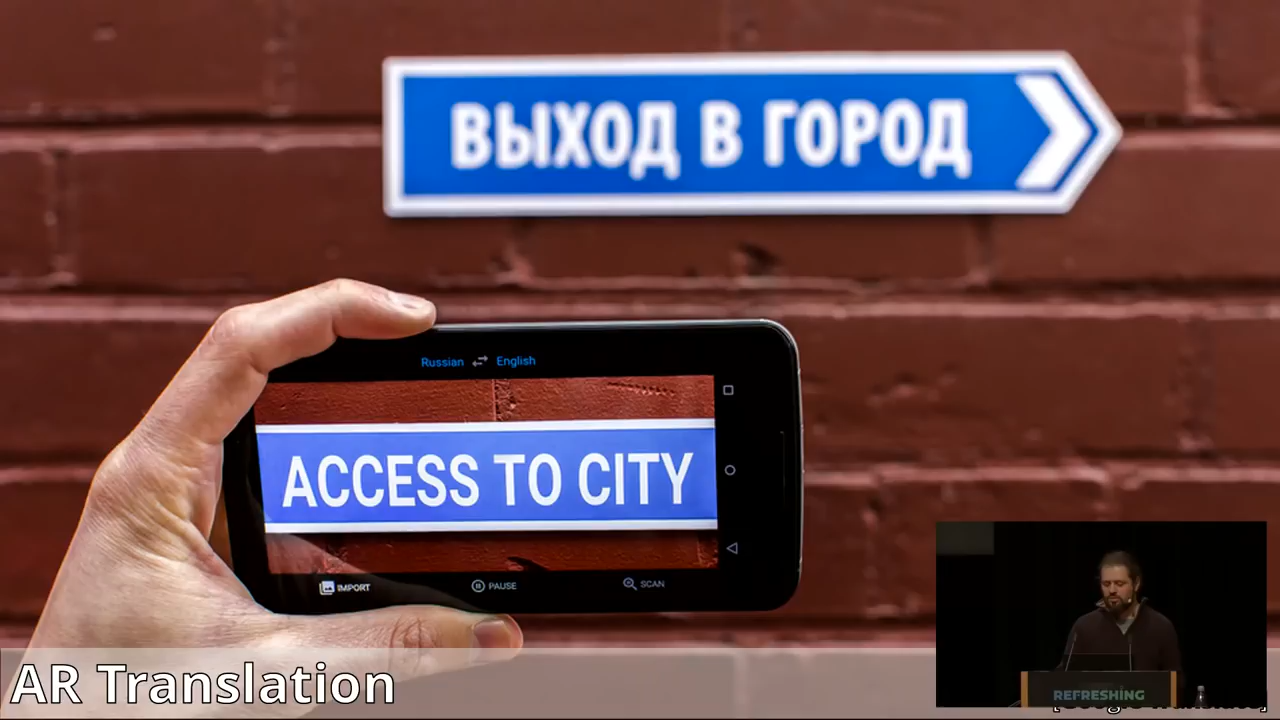 ВЫХОД В ГОРОД
Russian English
ACCESS TO CITY
IMPORT PAUSE SCAN
AR Translation
REFRESHING